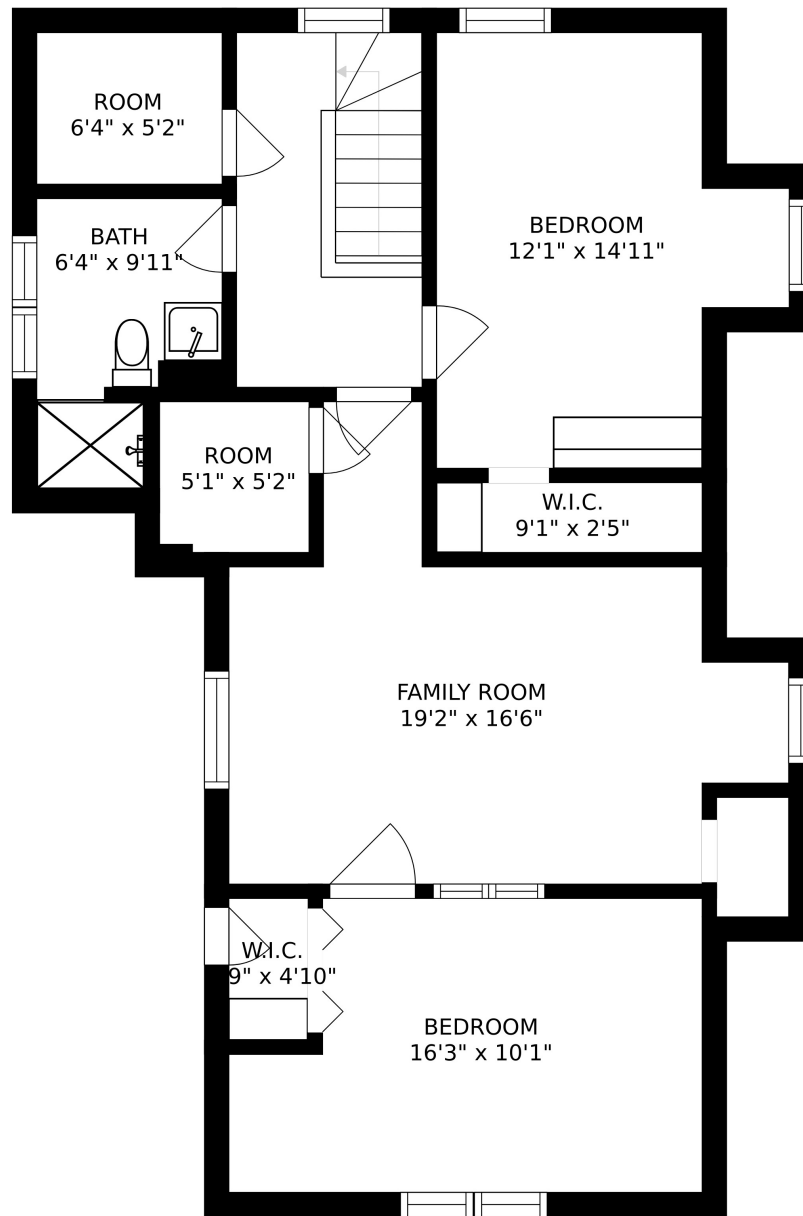 ROOM
6'4" x 5'2"
BATH
6'4" x 9'11"
BEDROOM
12'1" x 14'11"
ROOM
5'1" x 5'2"
W.I.C.
9'1" x 2'5"
FAMILY ROOM
19'2" x 16'6"
W.I.C.
9" x 4'10"
BEDROOM
16'3" x 10'1"